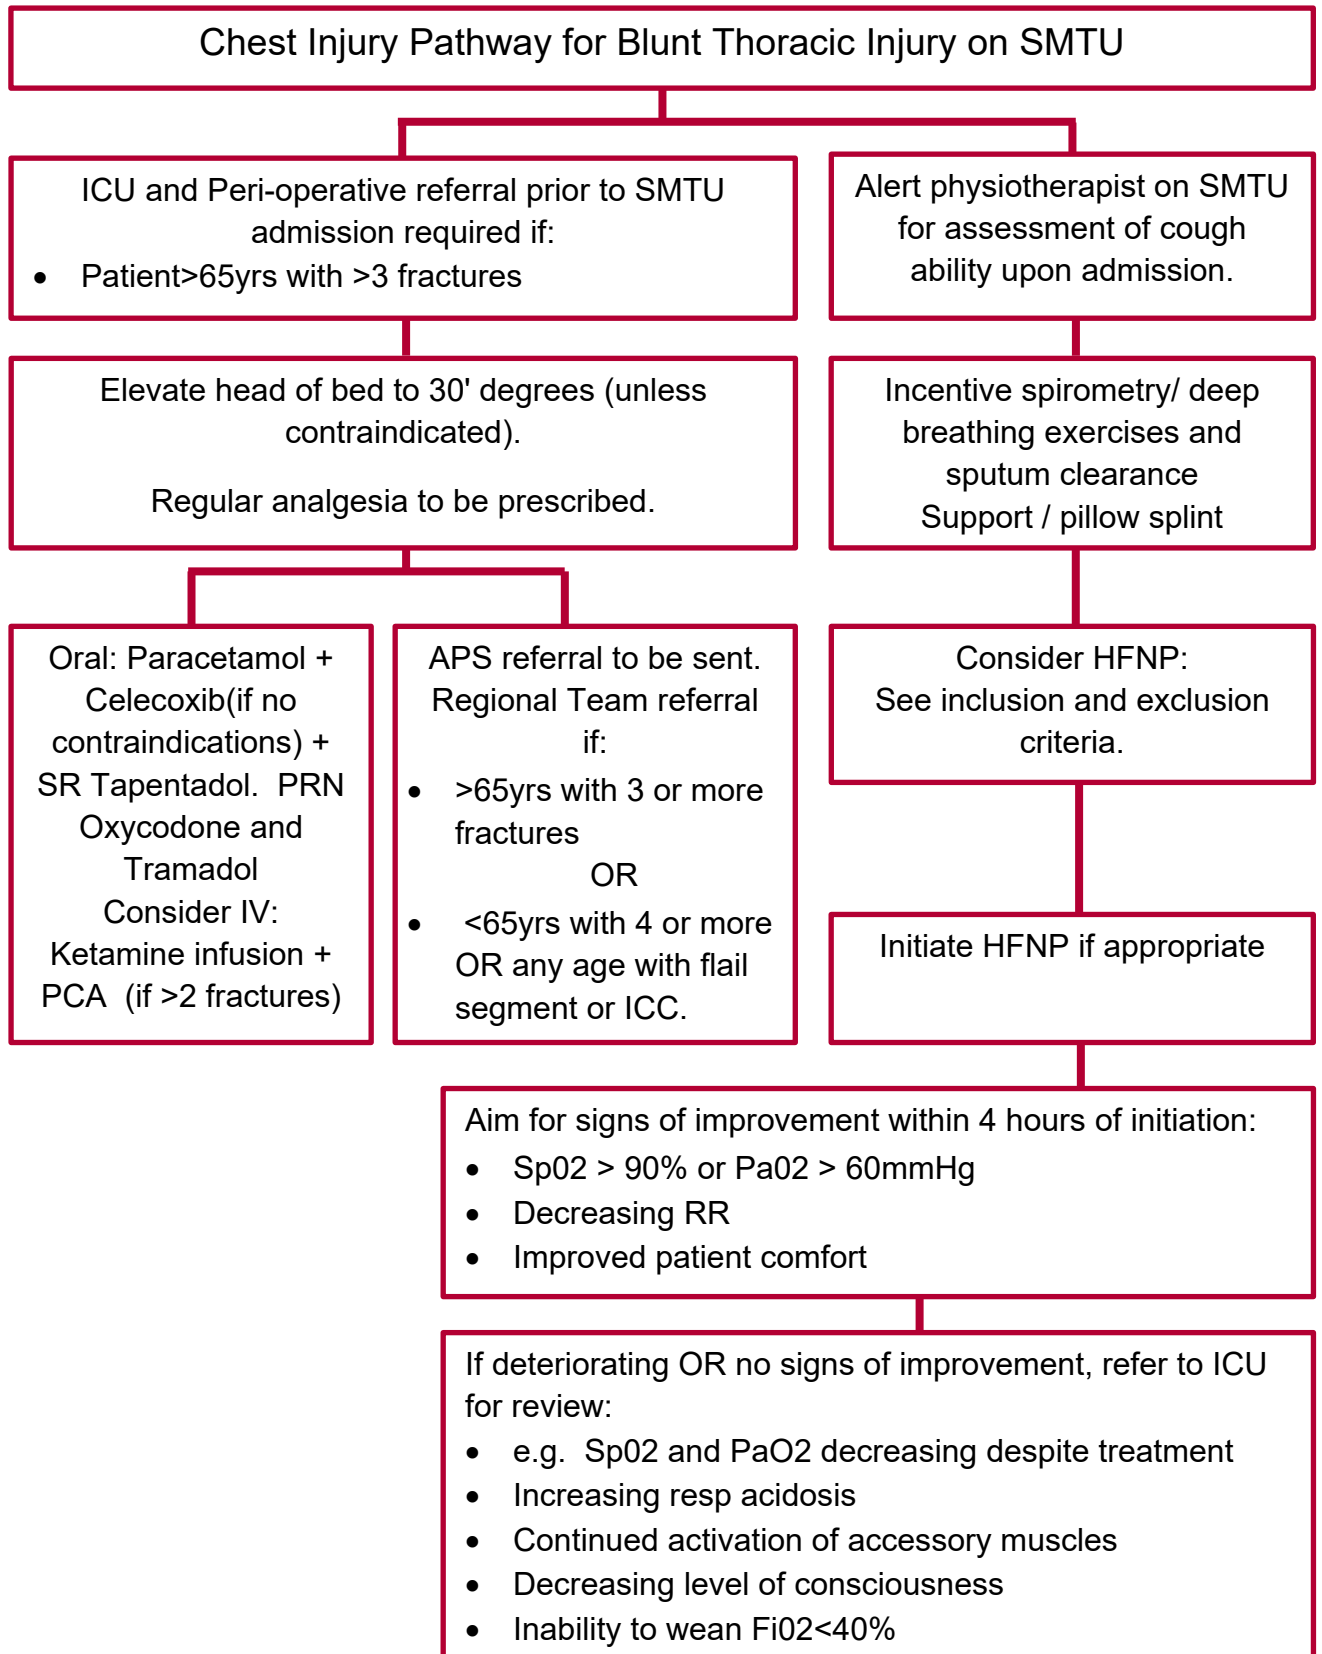 Chest Injury Pathway for Blunt Thoracic Injury on SMTU
ICU and Peri-operative referral prior to SMTU
admission required if:
• Patient>65yrs with >3 fractures
Alert physiotherapist on SMTU
for assessment of cough
ability upon admission.
Elevate head of bed to 30' degrees (unless
contraindicated).
Regular analgesia to be prescribed.
Incentive spirometry/ deep
breathing exercises and
sputum clearance
Support / pillow splint
Oral: Paracetamol +
Celecoxib(if no
contraindications) +
SR Tapentadol.  PRN
Oxycodone and
Tramadol
Consider IV:
Ketamine infusion +
PCA  (if >2 fractures)
APS referral to be sent.
Regional Team referral
if:
• >65yrs with 3 or more
fractures
OR
• <65yrs with 4 or more
OR any age with flail
segment or ICC.
Consider HFNP:
See inclusion and exclusion
criteria.
Initiate HFNP if appropriate
Aim for signs of improvement within 4 hours of initiation:
• Sp02 > 90% or Pa02 > 60mmHg
• Decreasing RR
• Improved patient comfort
If deteriorating OR no signs of improvement, refer to ICU
for review:
• e.g.  Sp02 and PaO2 decreasing despite treatment
• Increasing resp acidosis
• Continued activation of accessory muscles
• Decreasing level of consciousness
• Inability to wean Fi02<40%